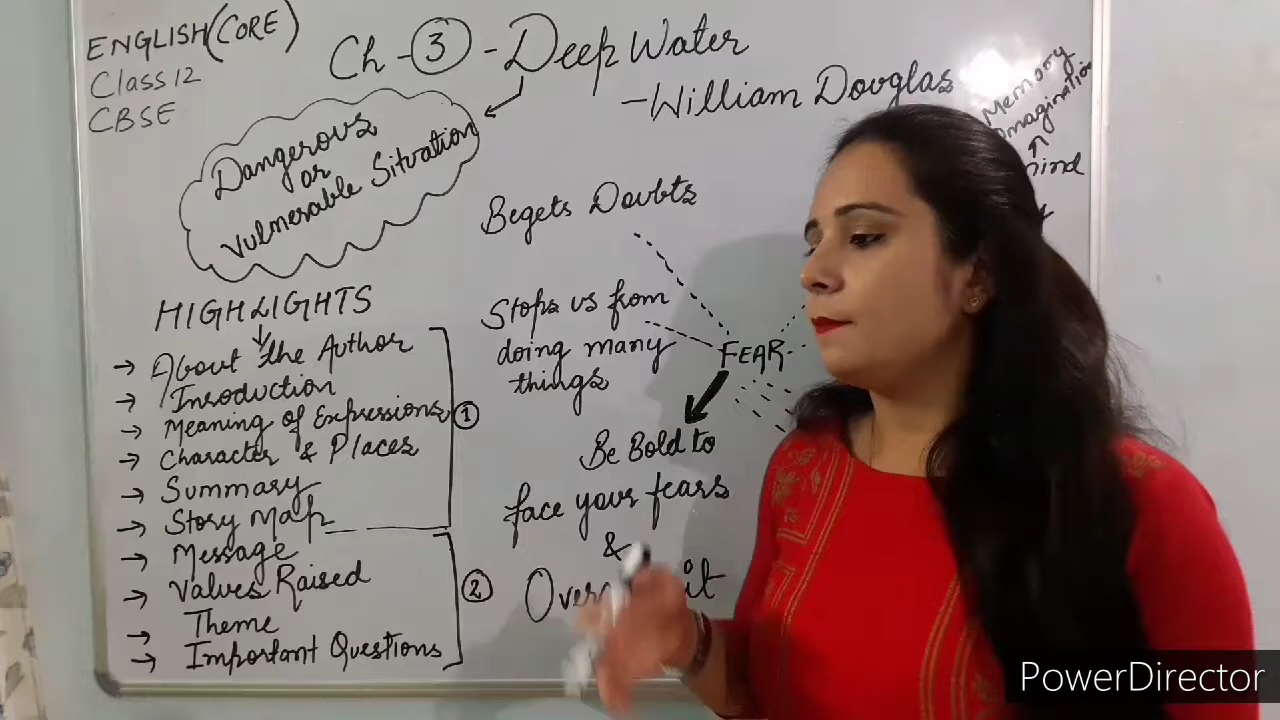 ENGLISH (CORE)
Class 12
CBSE
Ch - 3 - Deep Water
- William Douglas
Dangerous
or
Vulnerable Situation
Memory
Imagination
mind
Begets Doubts
Stops us from
doing many
things
FEAR
Be Bold to
face your fears
&
it
HIGHLIGHTS
→ About the Author
→ Inroduction
→ Meaning of Expressions
→ Character & Places
→ Summary
→ Story Map
1
→ Message
→ Values Raised
→ Theme
→ Important Questions
2
PowerDirector